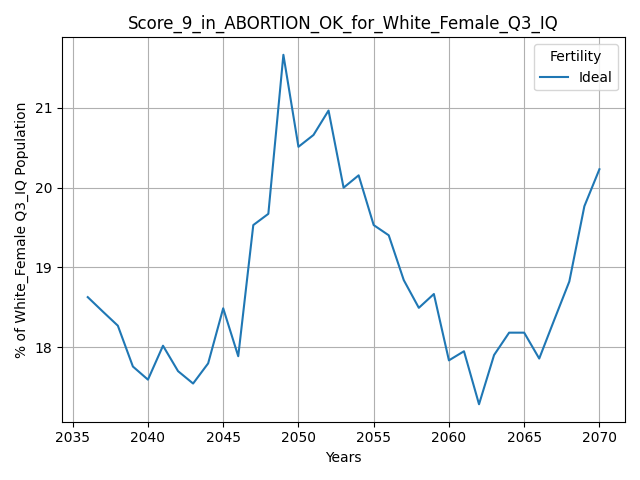 Score_9_in_ABORTION_OK_for_White_Female_Q3_IQ
Fertility
Ideal
% of White_Female Q3_IQ Population
21
20
19
18
2035 2040 2045 2050 2055 2060 2065 2070
Years